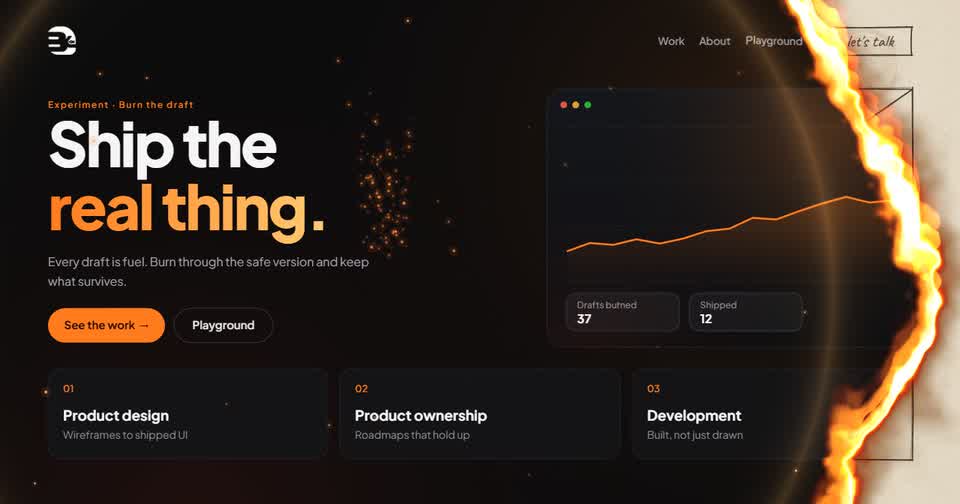 Work About Playground let's talk
Experiment · Burn the draft
Ship the
real thing.
Every draft is fuel. Burn through the safe version and keep
what survives.
See the work → Playground
Drafts burned Shipped
37 12
01 02 03
Product design Product ownership Development
Wireframes to shipped UI Roadmaps that hold up Built, not just drawn